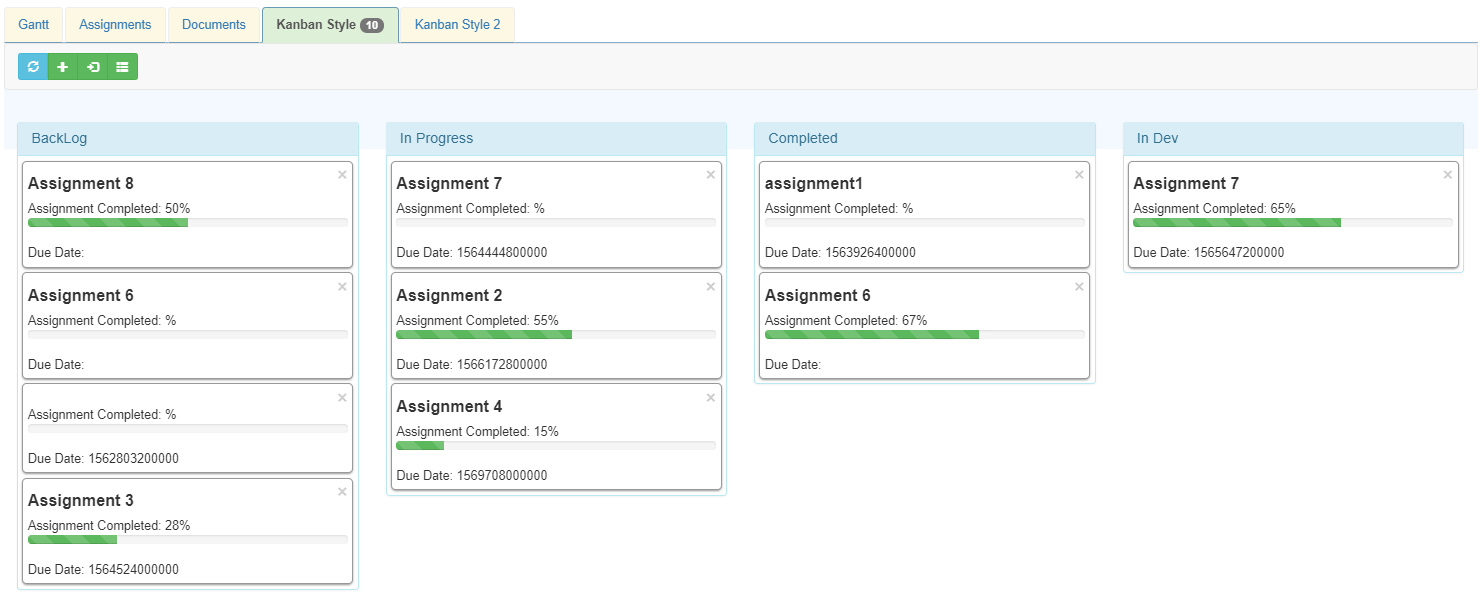 Gantt
Assignments
Documents
Kanban Style 10
Kanban Style 2
BackLog
Assignment 8
Assignment Completed: 50%
Due Date:
Assignment 6
Assignment Completed: %
Due Date:
Assignment Completed: %
Due Date: 1562803200000
Assignment 3
Assignment Completed: 28%
Due Date: 1564524000000
In Progress
Assignment 7
Assignment Completed: %
Due Date: 1564444800000
Assignment 2
Assignment Completed: 55%
Due Date: 1566172800000
Assignment 4
Assignment Completed: 15%
Due Date: 1569708000000
Completed
assignment1
Assignment Completed: %
Due Date: 1563926400000
Assignment 6
Assignment Completed: 67%
Due Date:
In Dev
Assignment 7
Assignment Completed: 65%
Due Date: 1565647200000